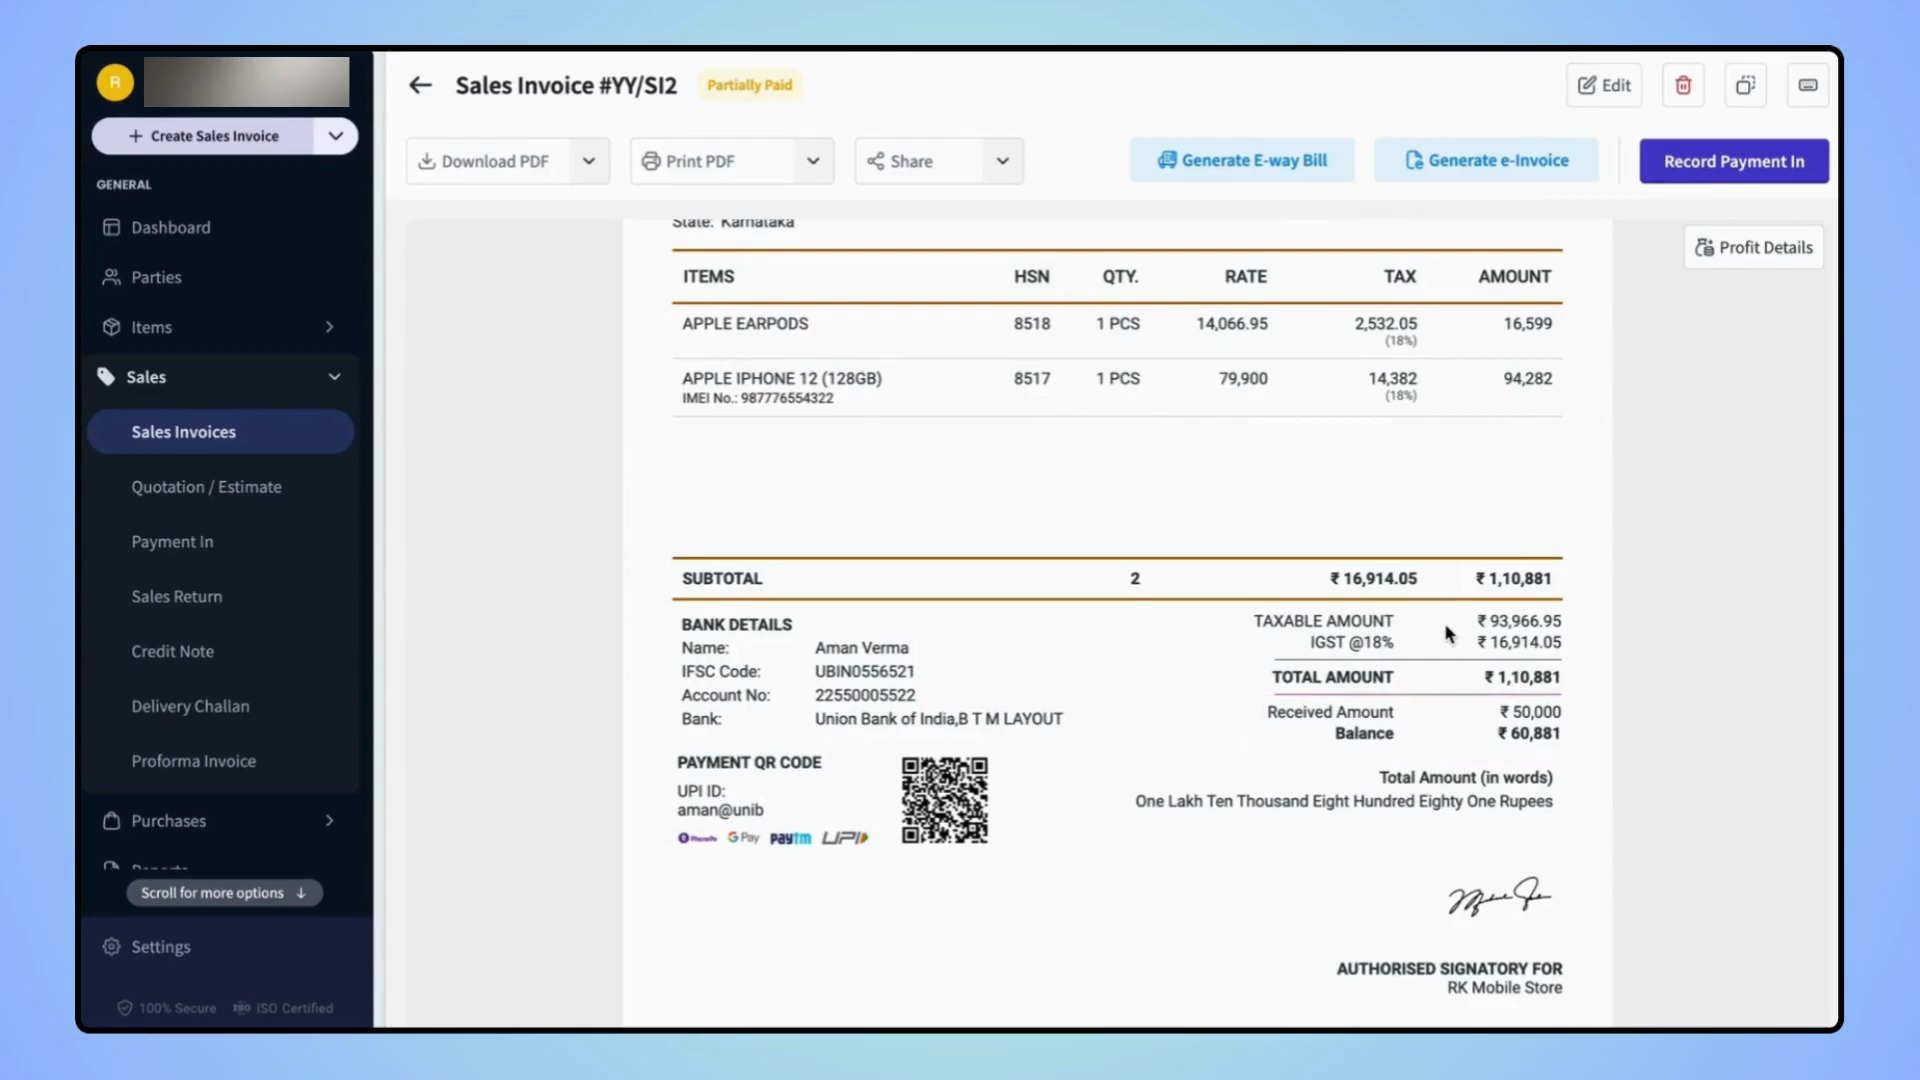 R
Create Sales Invoice
GENERAL
Dashboard
Parties
Items
Sales
Sales Invoices
Quotation / Estimate
Payment In
Sales Return
Credit Note
Delivery Challan
Proforma Invoice
Purchases
Reports
Scroll for more options ↓
Settings
100% Secure ISO ISO Certified
Sales Invoice #YY/SI2 Partially Paid
Edit
Download PDF Print PDF Share Generate E-way Bill Generate e-Invoice Record Payment In
Profit Details
State: Karnataka
ITEMS HSN QTY. RATE TAX AMOUNT
APPLE EARPODS 8518 1 PCS 14,066.95 2,532.05 16,599
(18%)
APPLE IPHONE 12 (128GB) 8517 1 PCS 79,900 14,382 94,282
IMEI No.: 987776554322 (18%)
SUBTOTAL 2 ₹ 16,914.05 ₹ 1,10,881
BANK DETAILS
Name: Aman Verma
IFSC Code: UBIN0556521
Account No: 22550005522
Bank: Union Bank of India,B T M LAYOUT
TAXABLE AMOUNT ₹ 93,966.95
IGST @18% ₹ 16,914.05
TOTAL AMOUNT ₹ 1,10,881
Received Amount ₹ 50,000
Balance ₹ 60,881
PAYMENT QR CODE
UPI ID:
aman@unib
PhonePe G Pay paytm UPI
Total Amount (in words)
One Lakh Ten Thousand Eight Hundred Eighty One Rupees
AUTHORISED SIGNATORY FOR
RK Mobile Store